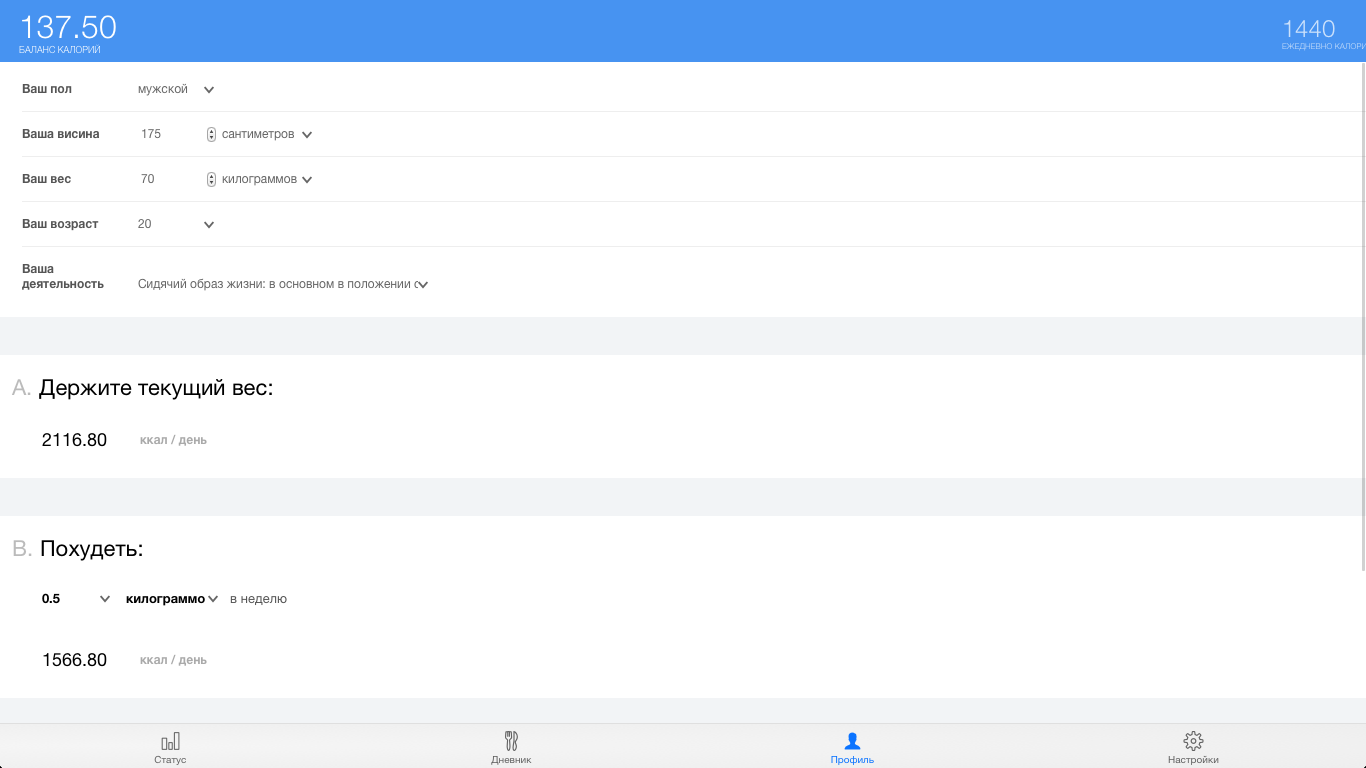 137.50
БАЛАНС КАЛОРИЙ
1440
ЕЖЕДНЕВНО КАЛОРИ
Ваш пол мужской
Ваша висина 175 сантиметров
Ваш вес 70 килограммов
Ваш возраст 20
Ваша
деятельность Сидячий образ жизни: в основном в положении с
A. Держите текущий вес:
2116.80 ккал / день
B. Похудеть:
0.5 килограммо в неделю
1566.80 ккал / день
Статус Дневник Профиль Настройки